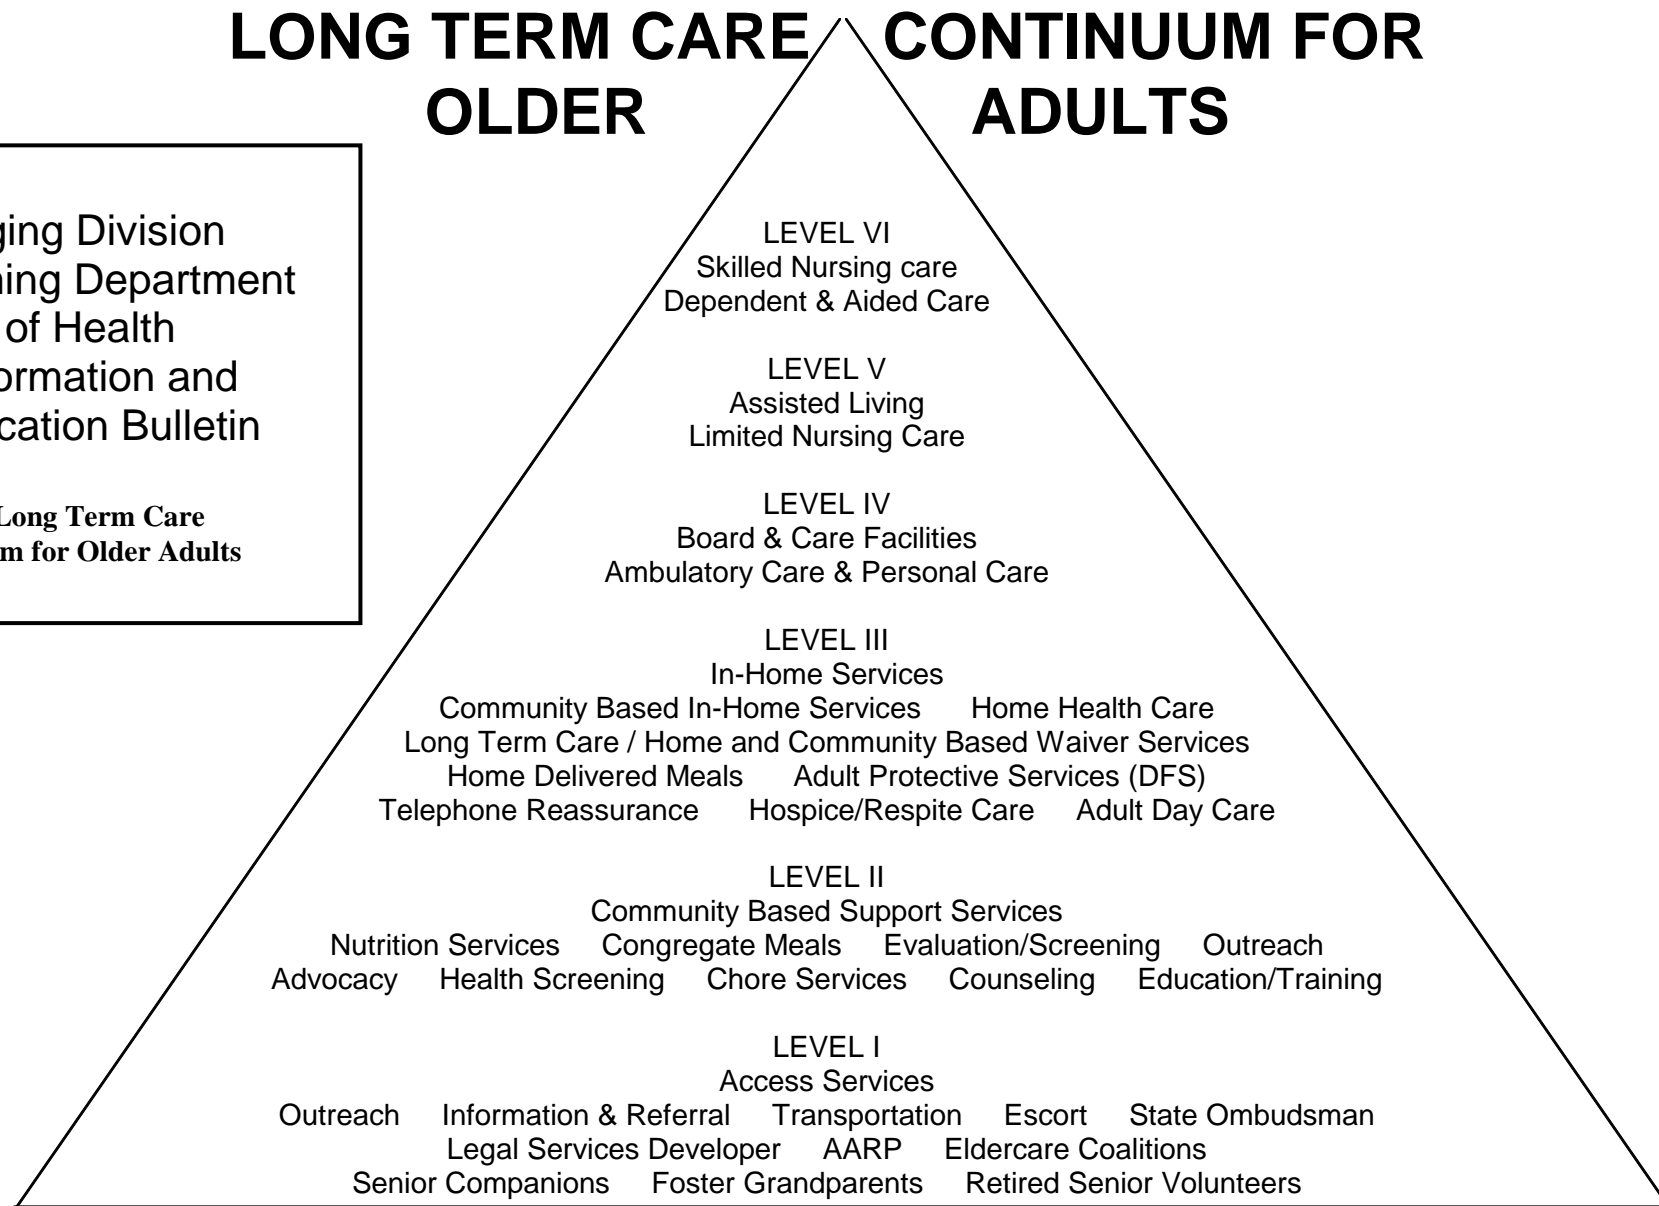 LONG TERM CARE CONTINUUM FOR
OLDER ADULTS
ging Division
ning Department
of Health
ormation and
cation Bulletin
Long Term Care
m for Older Adults
LEVEL VI
Skilled Nursing care
Dependent & Aided Care
LEVEL V
Assisted Living
Limited Nursing Care
LEVEL IV
Board & Care Facilities
Ambulatory Care & Personal Care
LEVEL III
In-Home Services
Community Based In-Home Services Home Health Care
Long Term Care / Home and Community Based Waiver Services
Home Delivered Meals Adult Protective Services (DFS)
Telephone Reassurance Hospice/Respite Care Adult Day Care
LEVEL II
Community Based Support Services
Nutrition Services Congregate Meals Evaluation/Screening Outreach
Advocacy Health Screening Chore Services Counseling Education/Training
LEVEL I
Access Services
Outreach Information & Referral Transportation Escort State Ombudsman
Legal Services Developer AARP Eldercare Coalitions
Senior Companions Foster Grandparents Retired Senior Volunteers